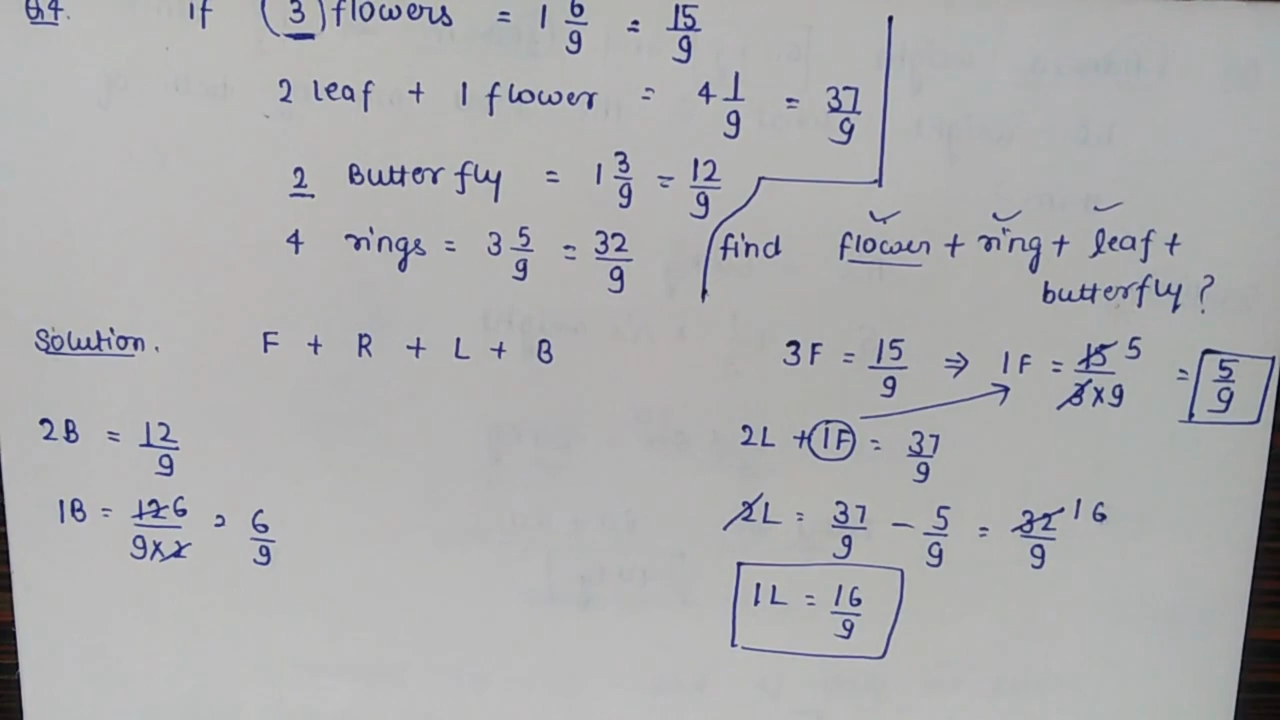 Q4. If (3) flowers = 1 6/9 = 15/9
2 leaf + 1 flower = 4 1/9 = 37/9
2 Butterfly = 1 3/9 = 12/9
4 rings = 3 5/9 = 32/9
find flower + ring + leaf +
butterfly?
Solution. F + R + L + B
3F = 15/9 ⇒ 1F = 15 5/3×9 = 5/9
2B = 12/9
2L + 1F = 37/9
1B = 12 6/9×2 = 6/9
2L = 37/9 - 5/9 = 32 16/9
1L = 16/9